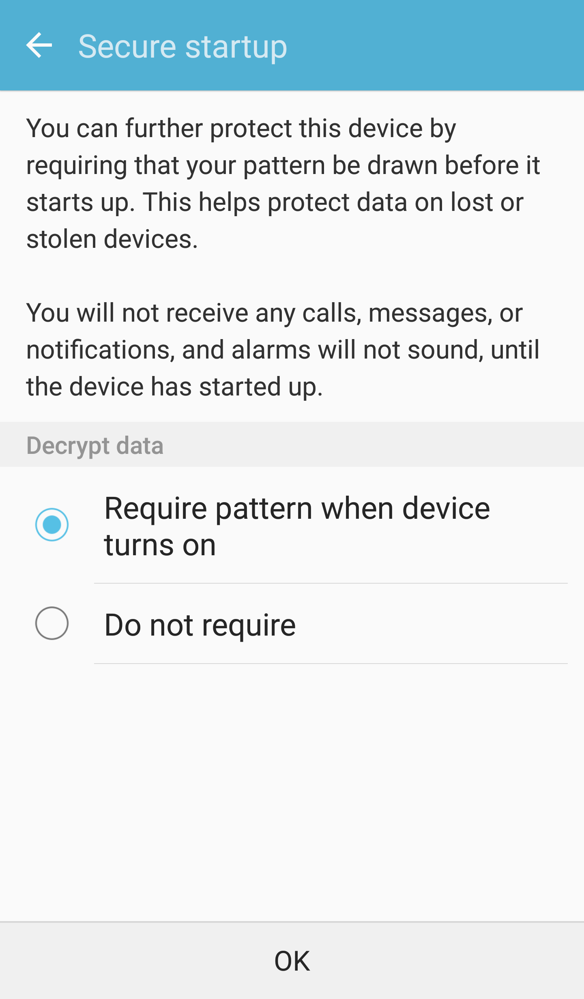 Secure startup
You can further protect this device by
requiring that your pattern be drawn before it
starts up. This helps protect data on lost or
stolen devices.
You will not receive any calls, messages, or
notifications, and alarms will not sound, until
the device has started up.
Decrypt data
Require pattern when device
turns on
Do not require
OK